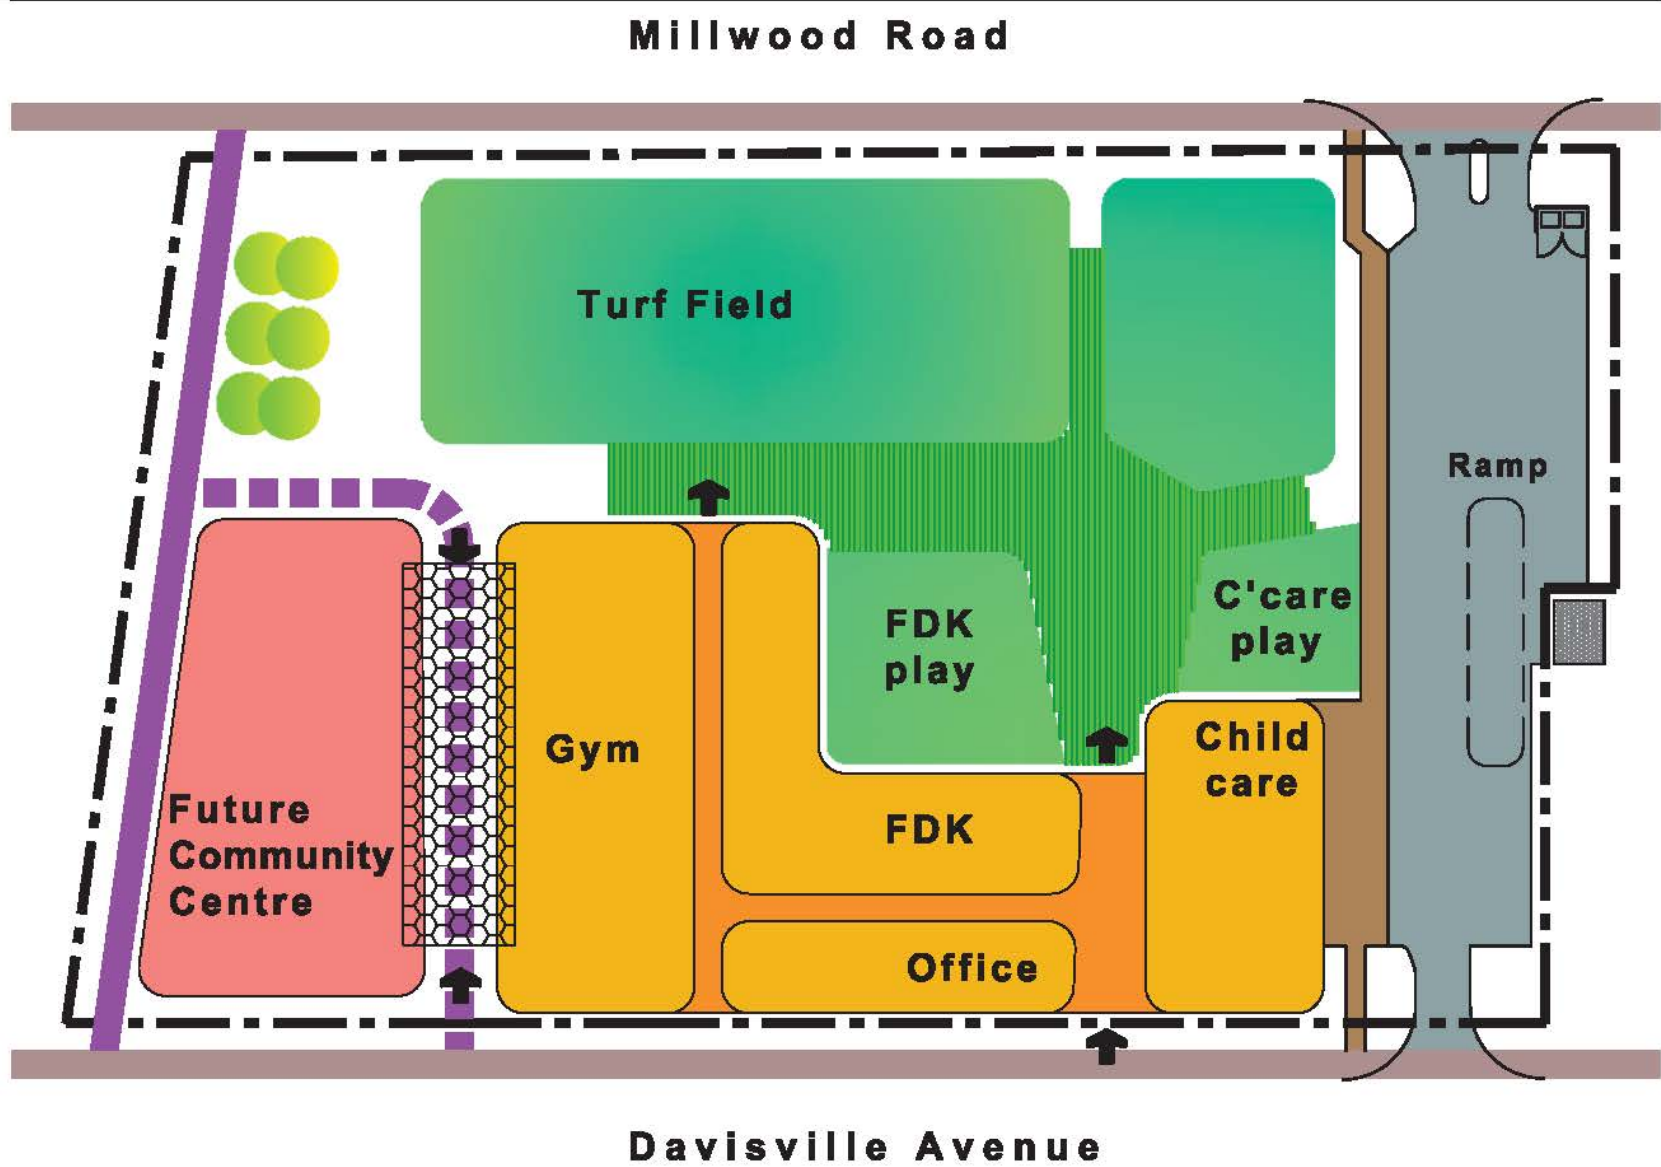 Millwood Road
Turf Field
Ramp
C'care
play
FDK
play
Child
care
Gym
Future
Community
Centre
FDK
Office
Davisville Avenue